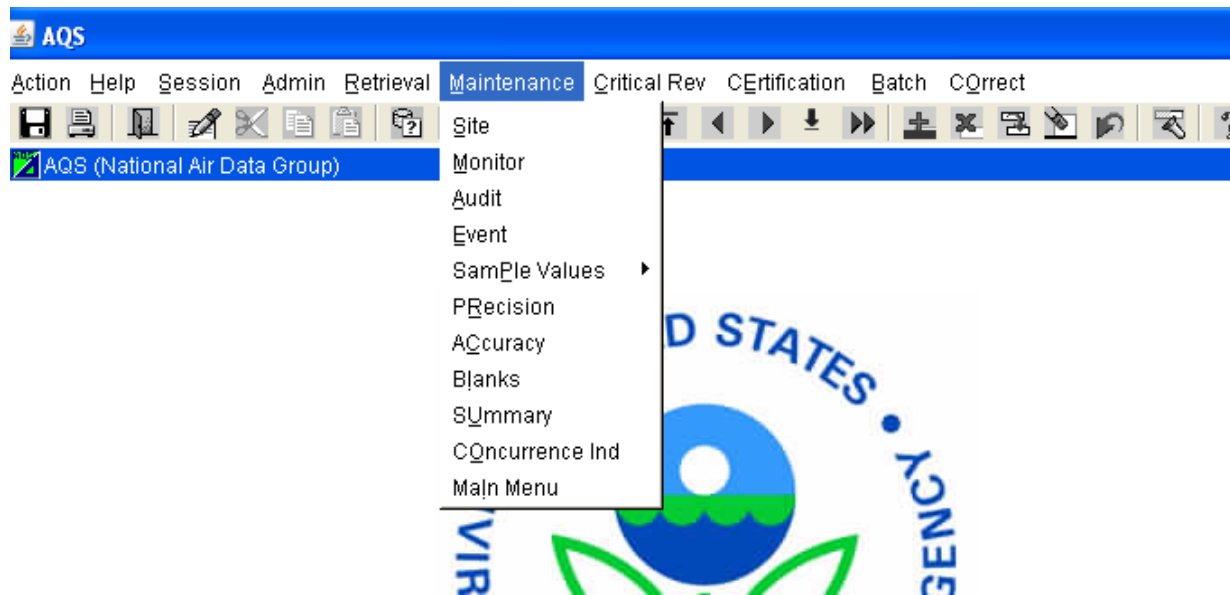 AQS
Action Help Session Admin Retrieval Maintenance Critical Rev CErtification Batch COrrect
AQS (National Air Data Group)
Site
Monitor
Audit
Event
SamPle Values
PRecision
ACcuracy
Blanks
SUmmary
COncurrence Ind
MaIn Menu
D STATES • 
VIR
GENCY